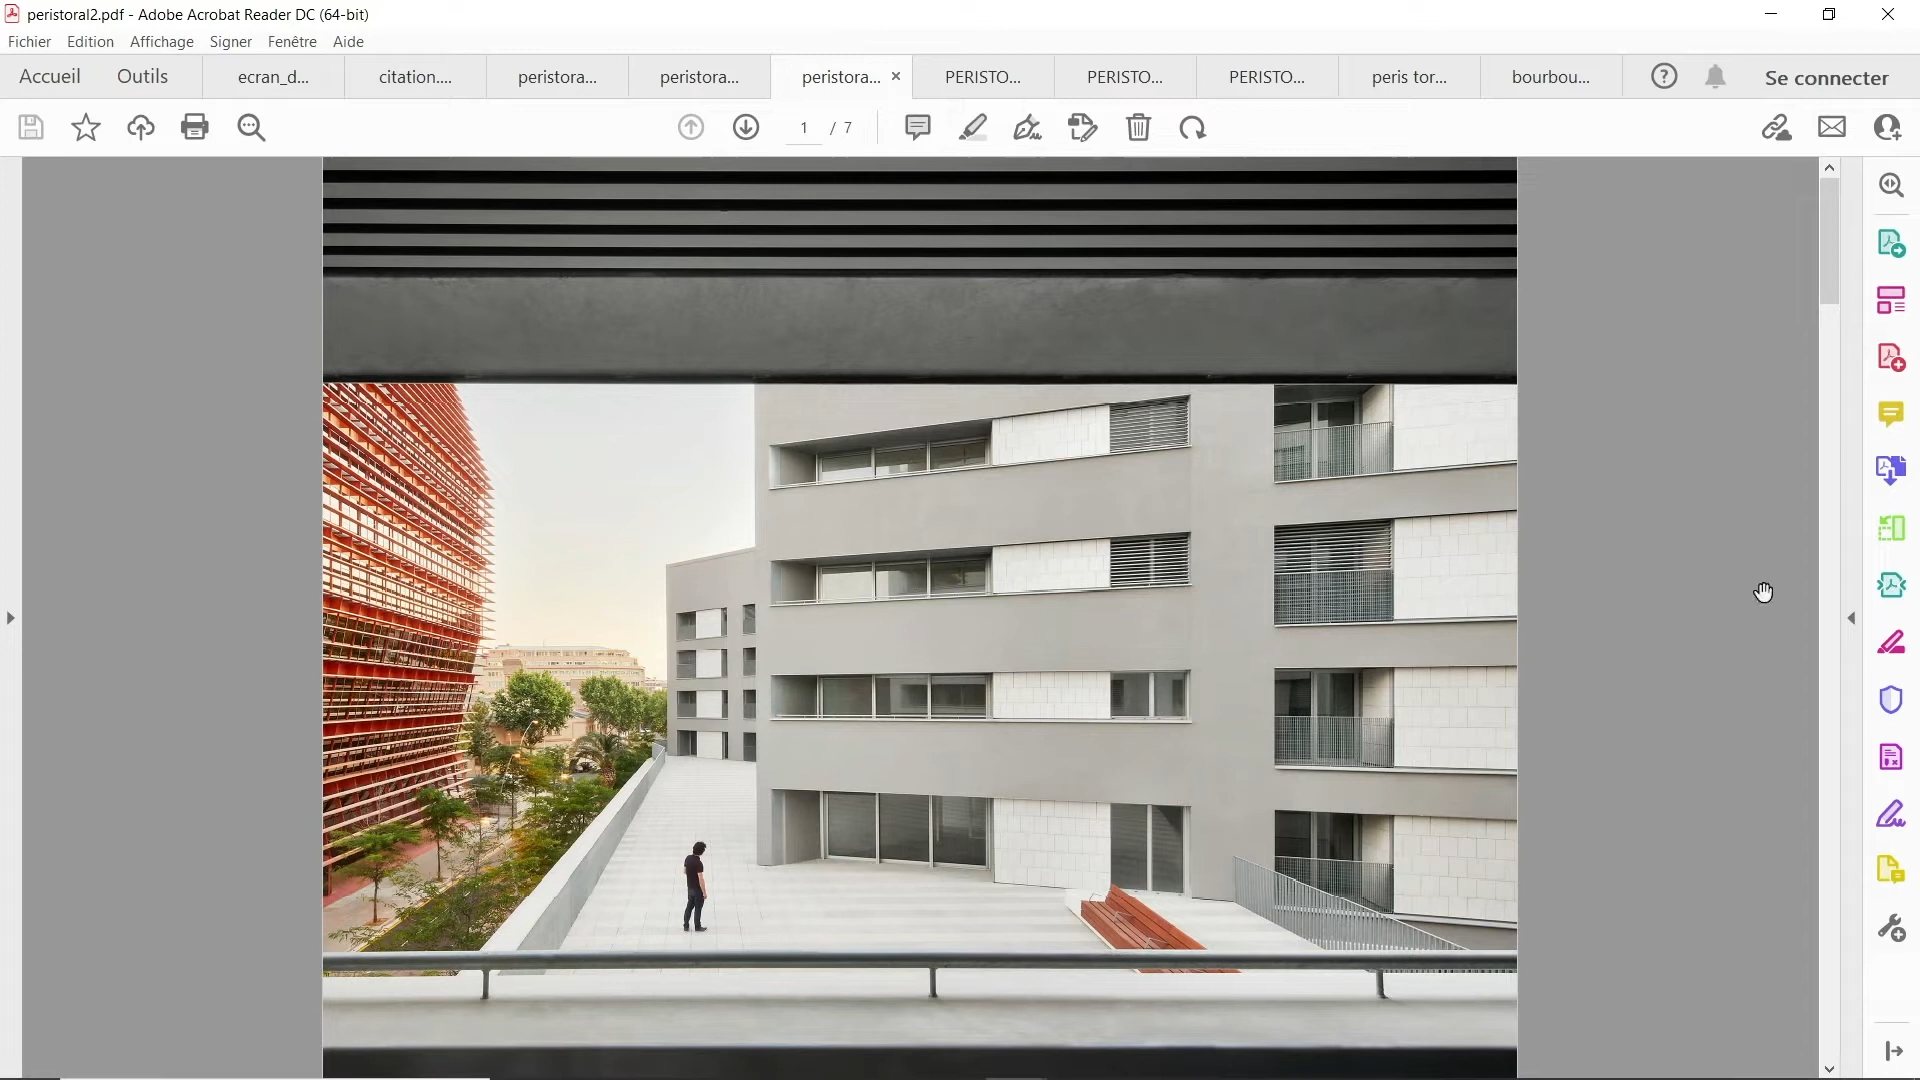 peristoral2.pdf - Adobe Acrobat Reader DC (64-bit)
Fichier Edition Affichage Signer Fenêtre Aide
Accueil Outils ecran_d... citation.... peristora... peristora... peristora... PERISTO... PERISTO... PERISTO... peris tor... bourbou... Se connecter
1 / 7